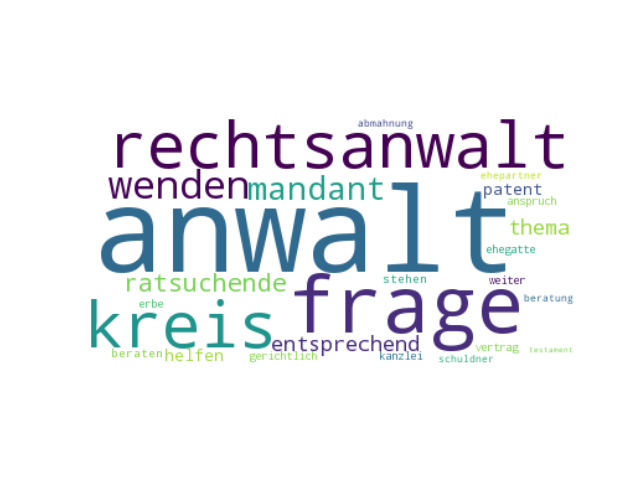 abmahnung
rechtsanwalt
ehepartner
wenden mandant patent
anspruch
anwalt thema
ehegatte
ratsuchende stehen weiter
frage
erbe beratung
kreis
entsprechend vertrag
beraten helfen gerichtlich kanzlei schuldner testament